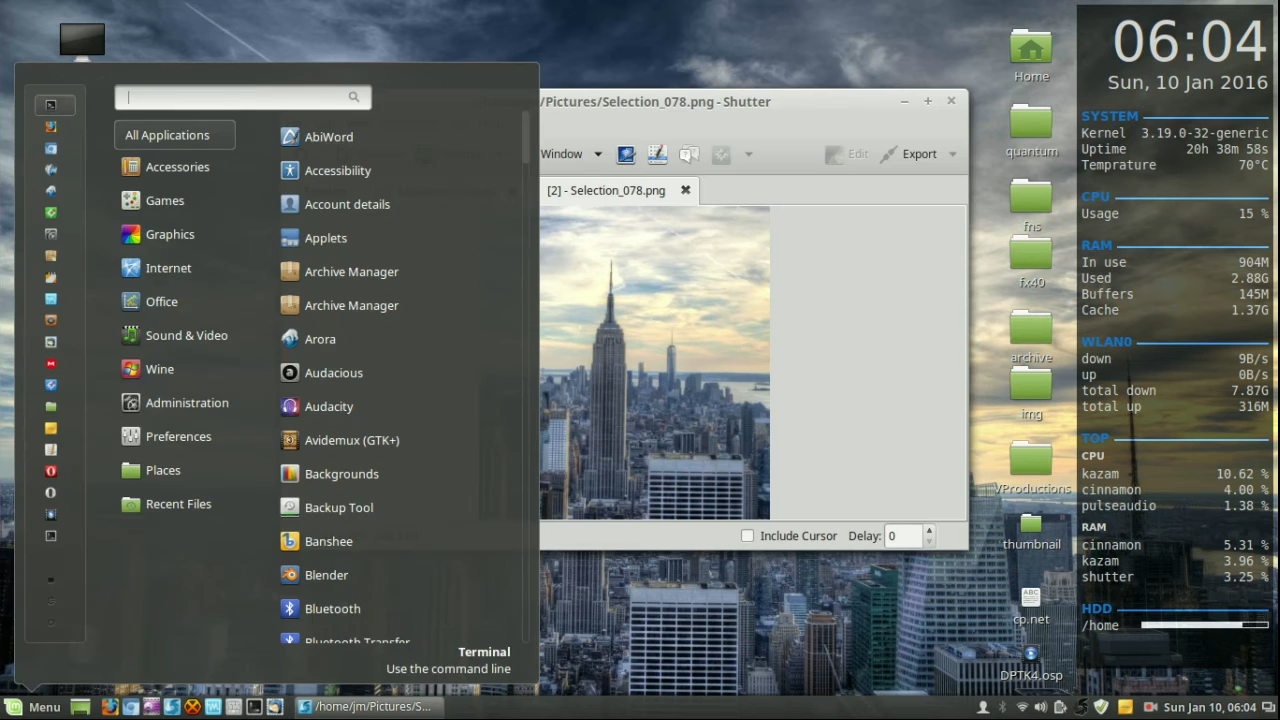 /Pictures/Selection_078.png - Shutter
Window
Edit
Export
[2] - Selection_078.png
Include Cursor
Delay: 0
All Applications
Accessories
Games
Graphics
Internet
Office
Sound & Video
Wine
Administration
Preferences
Places
Recent Files
AbiWord
Accessibility
Account details
Applets
Archive Manager
Archive Manager
Arora
Audacious
Audacity
Avidemux (GTK+)
Backgrounds
Backup Tool
Banshee
Blender
Bluetooth
Bluetooth Transfer
Terminal
Use the command line
Home
quantum
fns
fx40
archive
img
VProductions
thumbnail
cp.net
DPTK4.osp
06:04
Sun, 10 Jan 2016
SYSTEM
Kernel 3.19.0-32-generic
Uptime 20h 38m 58s
Temprature 70°C
CPU
Usage 15 %
RAM
In use 904M
Used 2.88G
Buffers 145M
Cache 1.37G
WLAN0
down 9B/s
up 0B/s
total down 7.87G
total up 316M
TOP
CPU
kazam 10.62 %
cinnamon 4.00 %
pulseaudio 1.38 %
RAM
cinnamon 5.31 %
kazam 3.96 %
shutter 3.25 %
HDD
/home
Menu
/home/jm/Pictures/S...
Sun Jan 10, 06:04